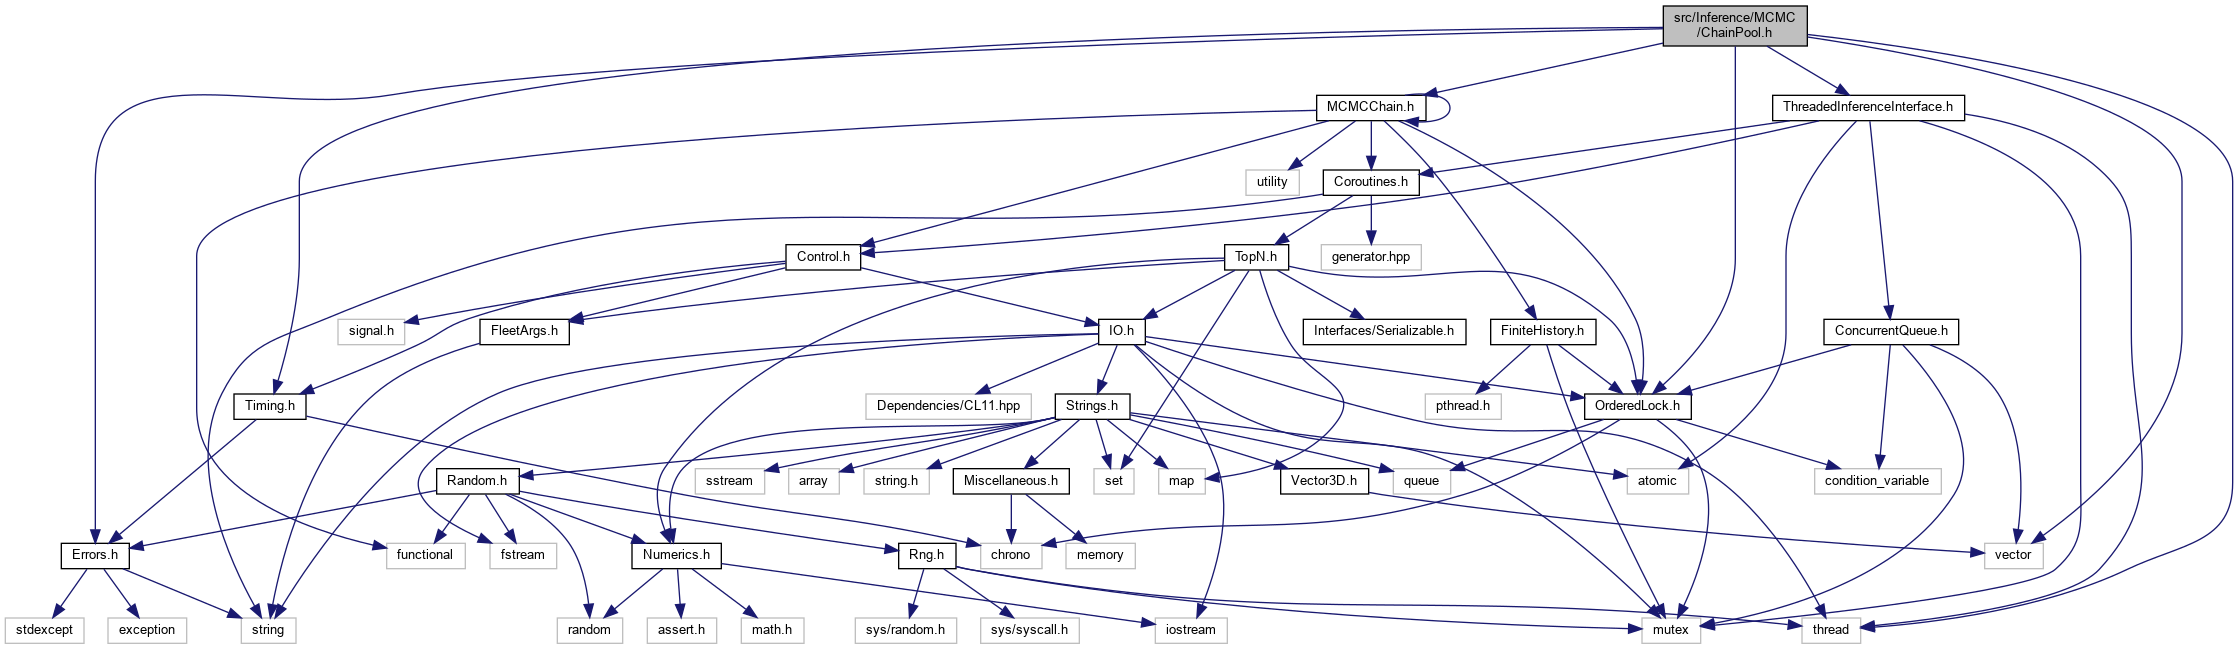 src/Inference/MCMC
/ChainPool.h
MCMCChain.h
ThreadedInferenceInterface.h
utility
Coroutines.h
Control.h
TopN.h
generator.hpp
signal.h
FleetArgs.h
IO.h
Interfaces/Serializable.h
FiniteHistory.h
ConcurrentQueue.h
Timing.h
Dependencies/CL11.hpp
Strings.h
pthread.h
OrderedLock.h
Random.h
sstream
array
string.h
Miscellaneous.h
set
map
Vector3D.h
queue
atomic
condition_variable
Errors.h
functional
fstream
Numerics.h
Rng.h
chrono
memory
vector
stdexcept
exception
string
random
assert.h
math.h
sys/random.h
sys/syscall.h
iostream
mutex
thread